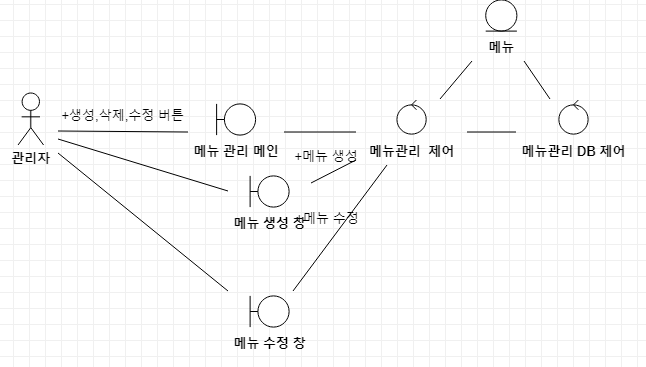 메뉴
+생성,삭제,수정 버튼
관리자
메뉴 관리 메인
+메뉴 생성
메뉴관리 제어
메뉴관리 DB 제어
메뉴 생성 창
+메뉴 수정
메뉴 수정 창